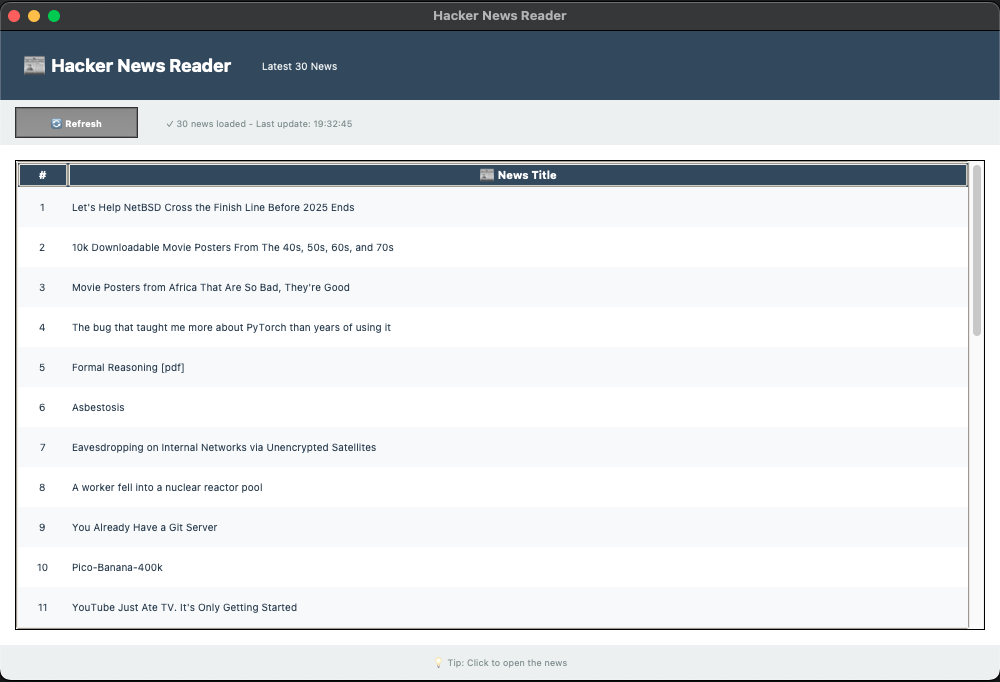 Hacker News Reader
Hacker News Reader
Latest 30 News
Refresh
✓ 30 news loaded - Last update: 19:32:45
# News Title
1 Let's Help NetBSD Cross the Finish Line Before 2025 Ends
2 10k Downloadable Movie Posters From The 40s, 50s, 60s, and 70s
3 Movie Posters from Africa That Are So Bad, They're Good
4 The bug that taught me more about PyTorch than years of using it
5 Formal Reasoning [pdf]
6 Asbestosis
7 Eavesdropping on Internal Networks via Unencrypted Satellites
8 A worker fell into a nuclear reactor pool
9 You Already Have a Git Server
10 Pico-Banana-400k
11 YouTube Just Ate TV. It's Only Getting Started
Tip: Click to open the news